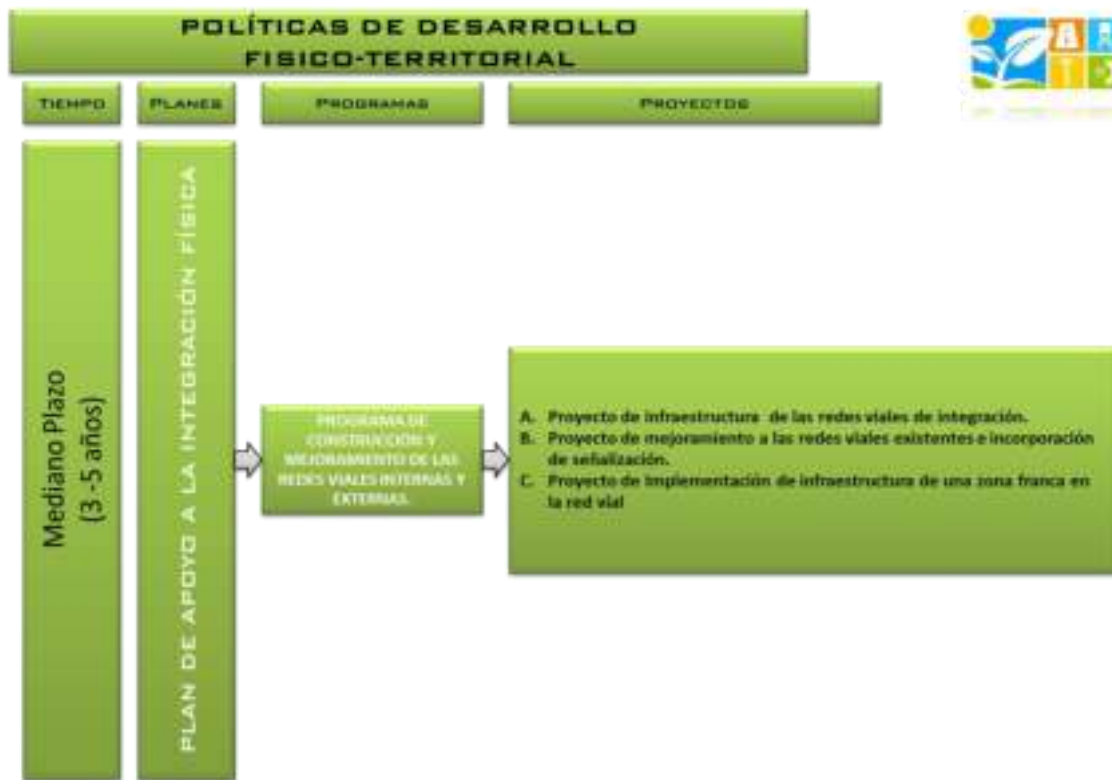 POLÍTICAS DE DESARROLLO
FISICO-TERRITORIAL
TIEMPO
PLANES
PROGRAMAS
PROYECTOS
Mediano Plazo
(3 -5 años)
PLAN DE APOYO A LA INTEGRACIÓN FÍSICA
PROGRAMA DE
CONSTRUCCIÓN Y
MEJORAMIENTO DE LAS
REDES VIALES INTERNAS Y
EXTERNAS.
A. Proyecto de infraestructura de las redes viales de integración.
B. Proyecto de mejoramiento a las redes viales existentes e incorporación
de señalización.
C. Proyecto de Implementación de infraestructura de una zona franca en
la red vial